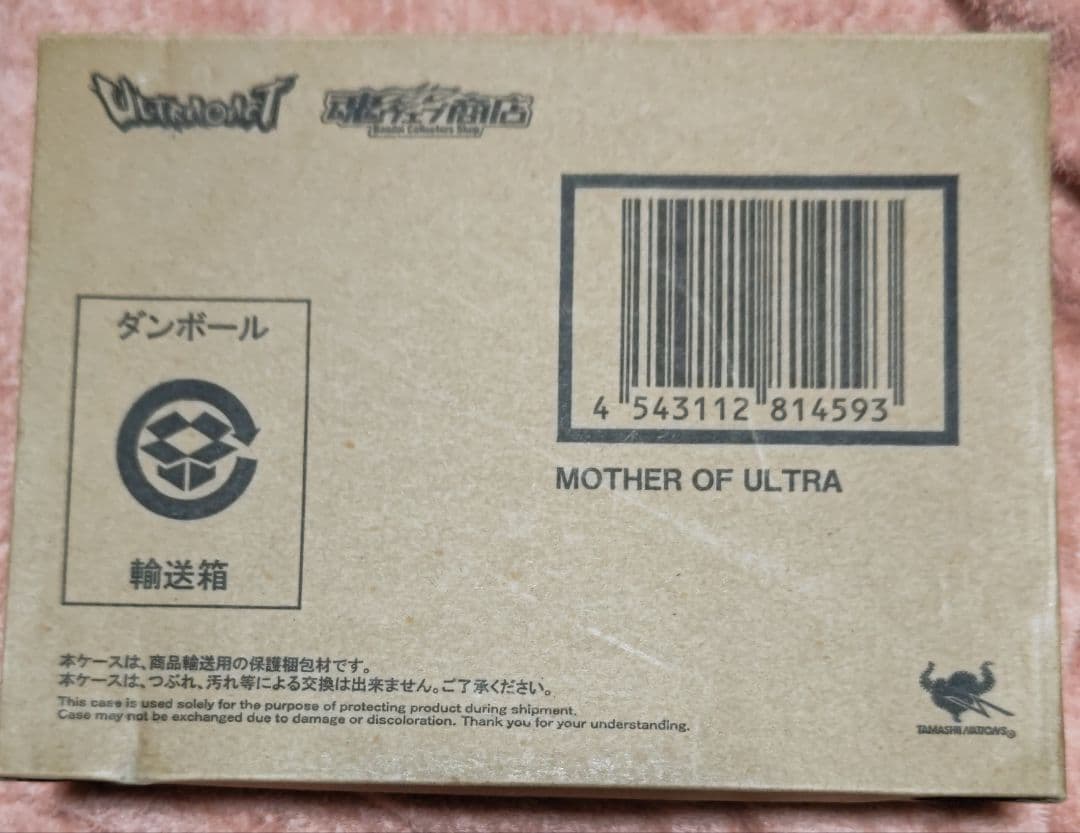 ULTRA-ACT
魂ウェブ商店
Bandai Collectors Shop
4 543112 814593
MOTHER OF ULTRA
ダンボール
輸送箱
本ケースは、商品輸送用の保護梱包材です。
本ケースは、つぶれ、汚れ等による交換は出来ません。ご了承ください。
This case is used solely for the purpose of protecting product during shipment.
Case may not be exchanged due to damage or discoloration. Thank you for your understanding.
TAMASHII NATIONS®